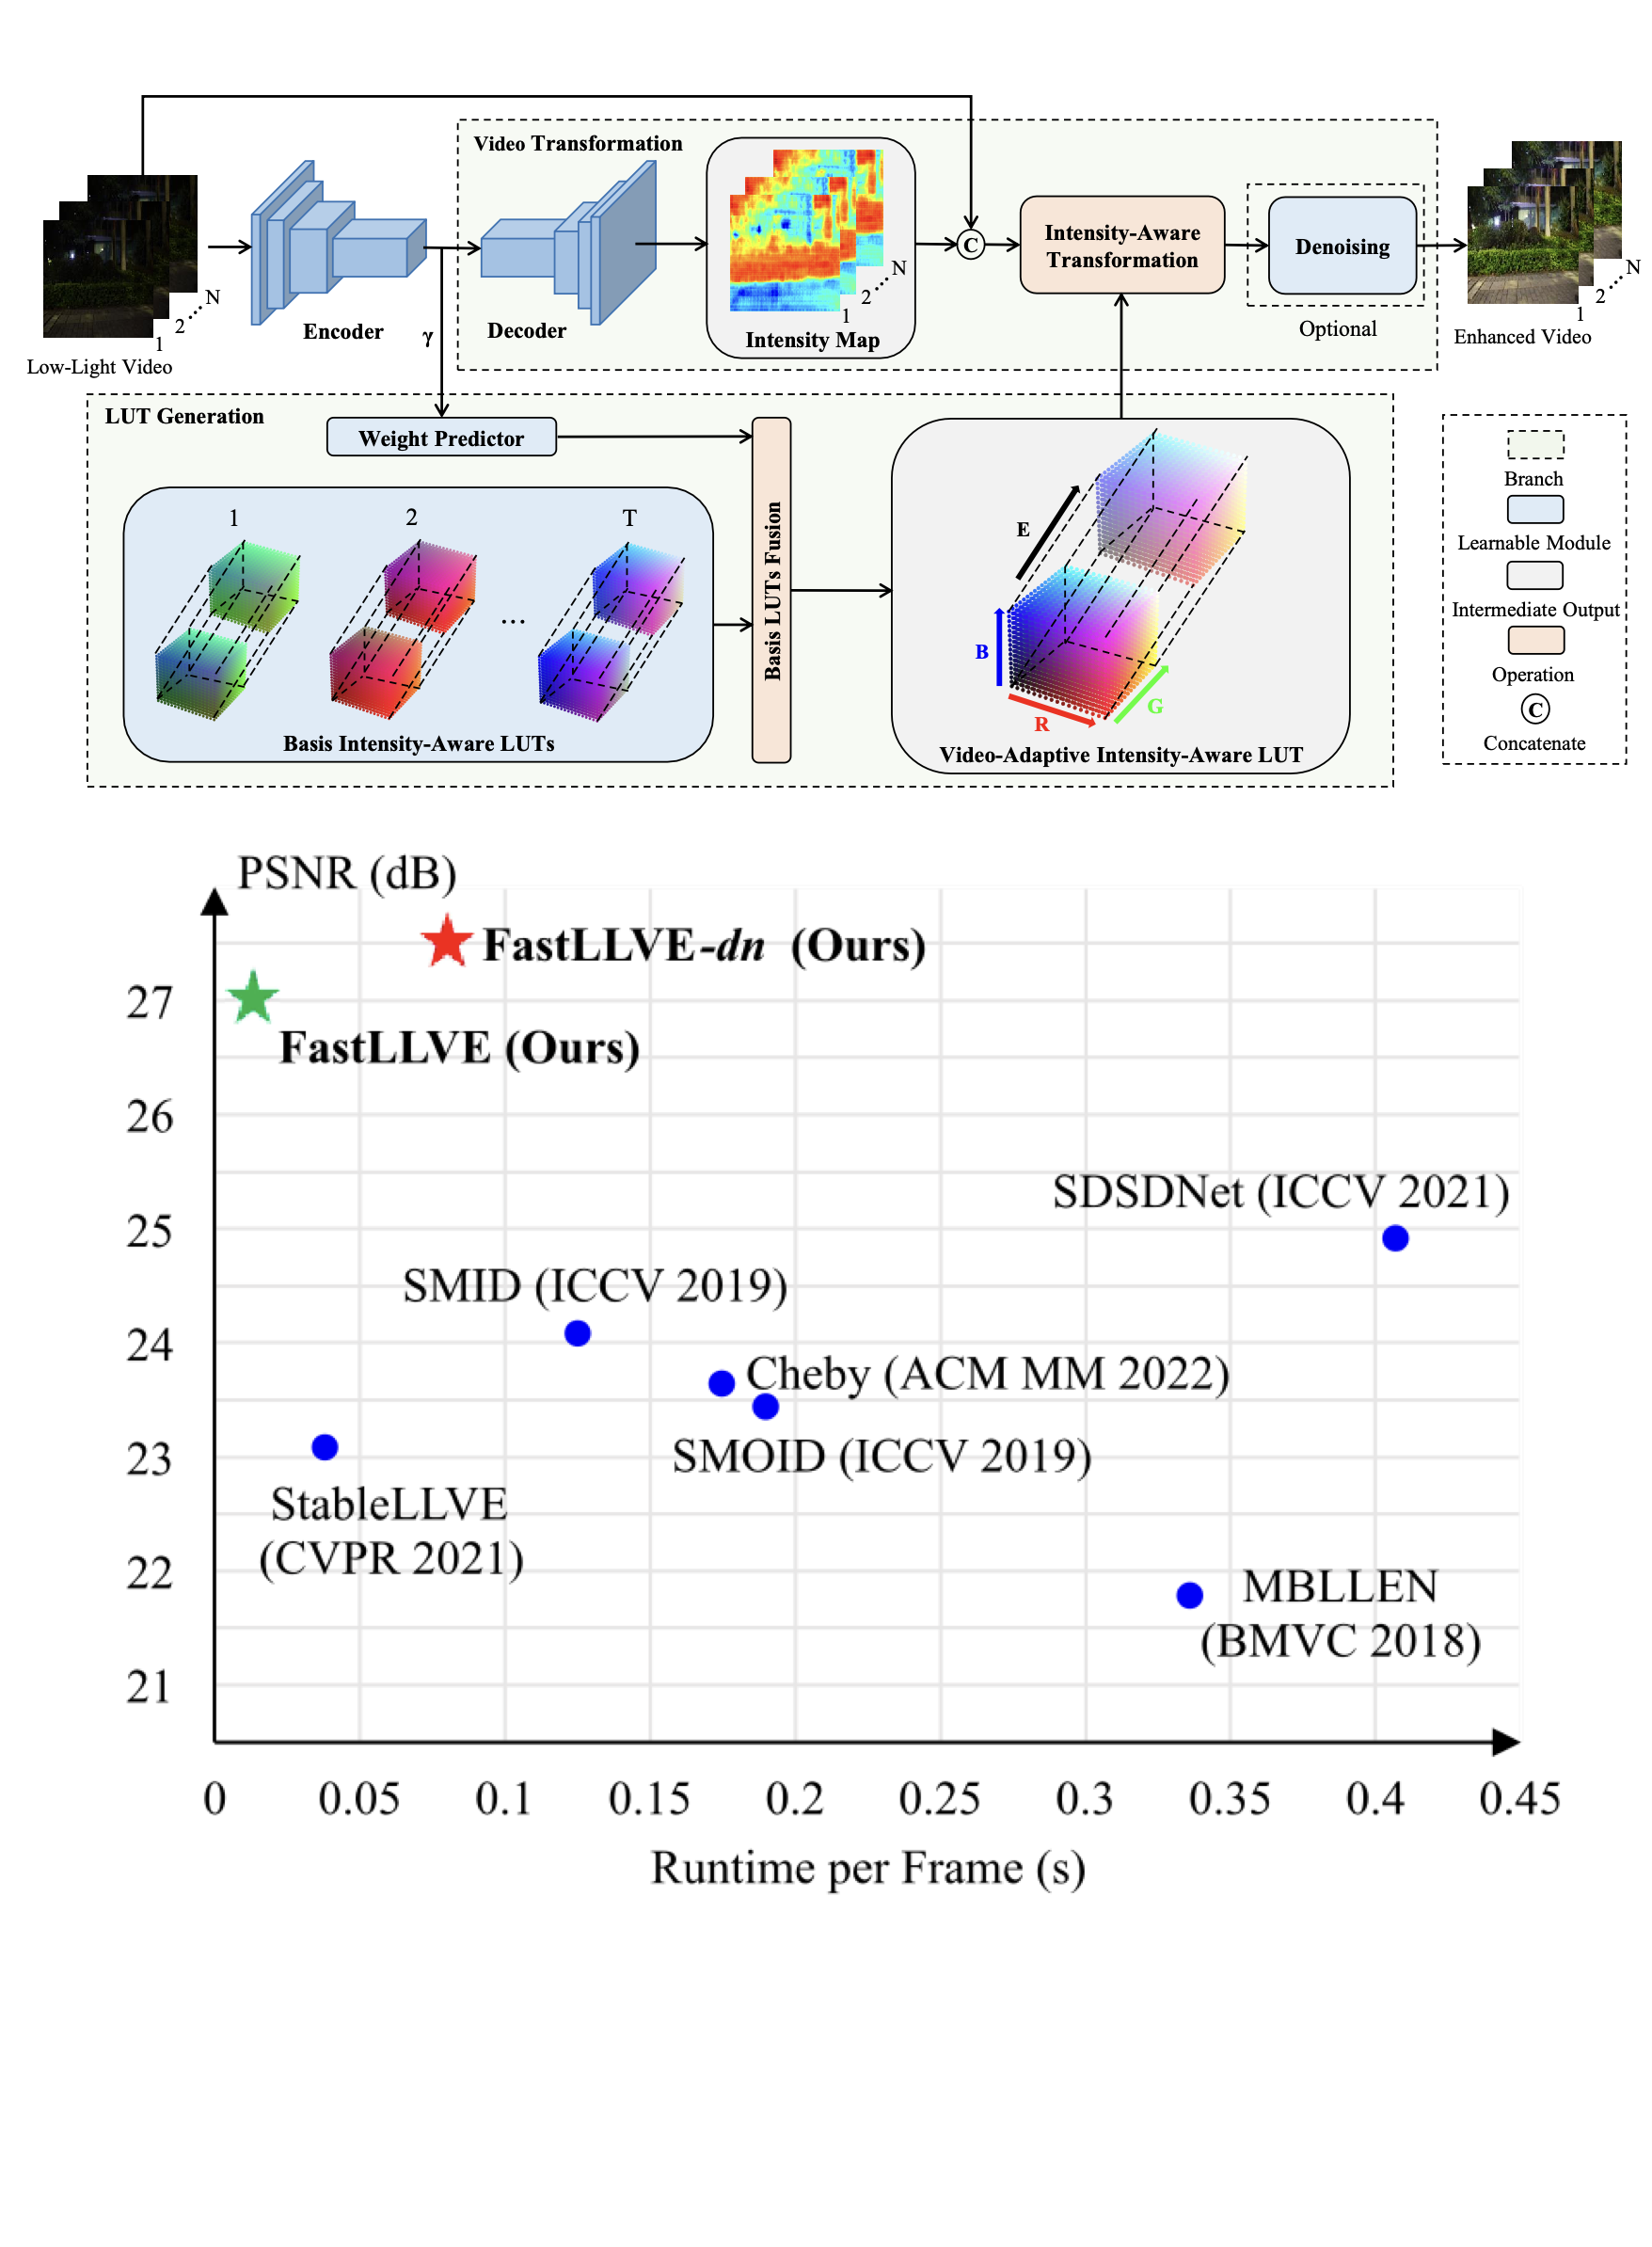 Video Transformation
Low-Light Video
1
2
N
Encoder
γ
Decoder
1
2
N
Intensity Map
C
Intensity-Aware
Transformation
Denoising
Optional
1
2
N
Enhanced Video
LUT Generation
Weight Predictor
1
2
...
T
Basis Intensity-Aware LUTs
Basis LUTs Fusion
E
B
R
G
Video-Adaptive Intensity-Aware LUT
Branch
Learnable Module
Intermediate Output
Operation
C
Concatenate
PSNR (dB)
FastLLVE-dn (Ours)
27
FastLLVE (Ours)
26
SDSDNet (ICCV 2021)
25
SMID (ICCV 2019)
24
Cheby (ACM MM 2022)
23
SMOID (ICCV 2019)
StableLLVE
(CVPR 2021)
22
MBLLEN
(BMVC 2018)
21
0 0.05 0.1 0.15 0.2 0.25 0.3 0.35 0.4 0.45
Runtime per Frame (s)